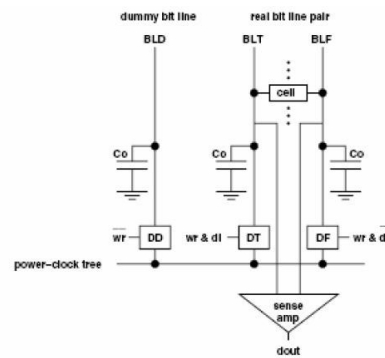 dummy bit line real bit line pair
BLD BLT BLF
cell
Co Co Co
wr DD wr & di DT DF wr & d
power-clock tree
sense
amp
dout